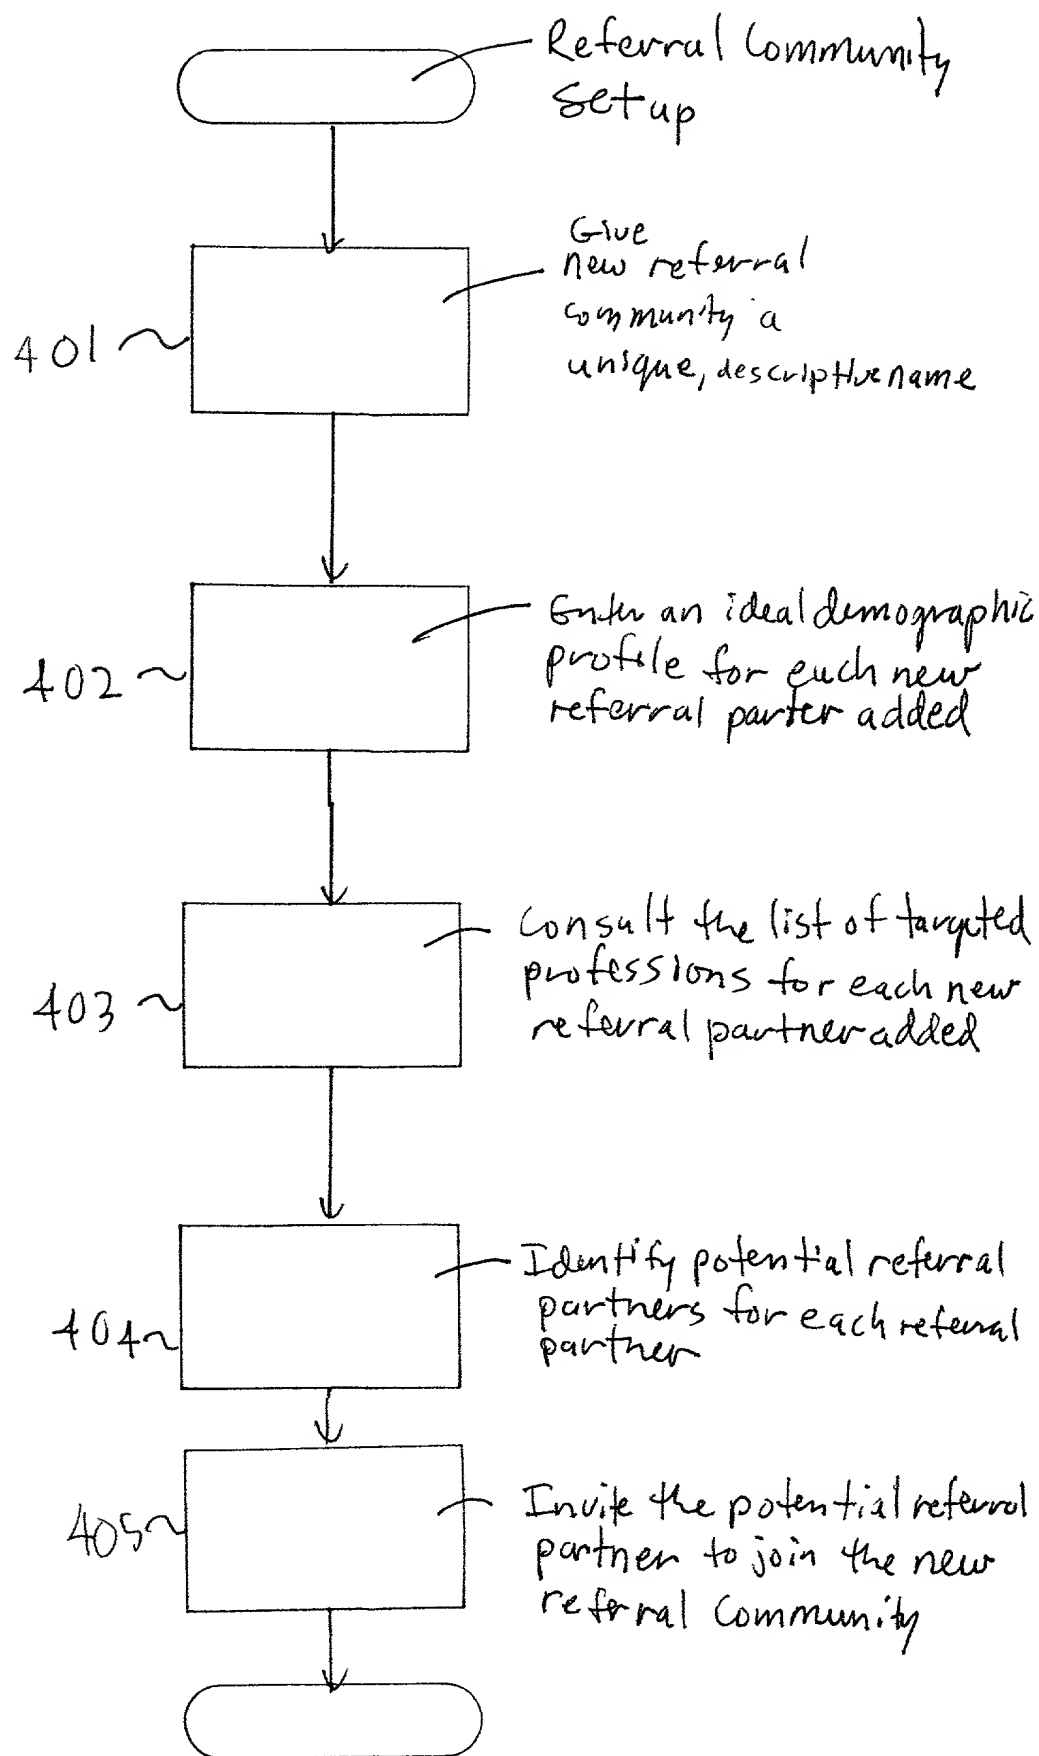 Referral Community
Setup
Give
new referral
community a
unique, descriptive name
401
Enter an ideal demographic
profile for each new
referral parter added
402
Consult the list of targeted
professions for each new
referral partner added
403
Identify potential referral
partners for each referral
partner
404
Invite the potential referral
partner to join the new
referral Community
405